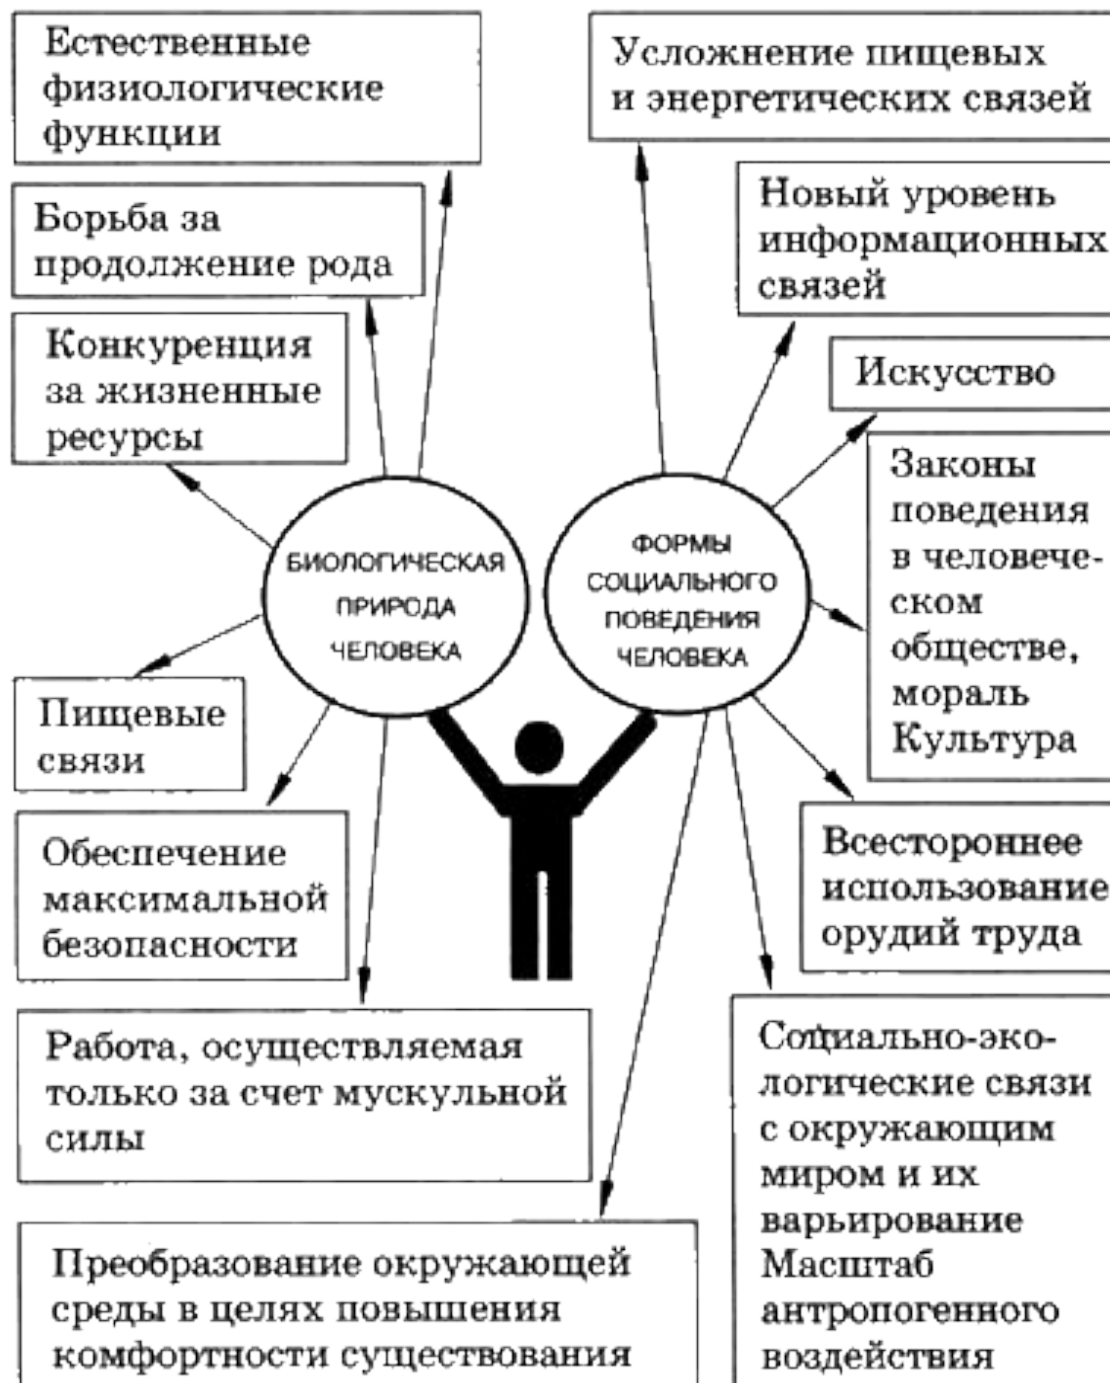 Естественные
физиологические
функции
Борьба за
продолжение рода
Конкуренция
за жизненные
ресурсы
БИОЛОГИЧЕСКАЯ
ПРИРОДА
ЧЕЛОВЕКА
Пищевые
связи
Обеспечение
максимальной
безопасности
Работа, осуществляемая
только за счет мускульной
силы
Усложнение пищевых
и энергетических связей
Новый уровень
информационных
связей
Искусство
ФОРМЫ
СОЦИАЛЬНОГО
ПОВЕДЕНИЯ
ЧЕЛОВЕКА
Законы
поведения
в человече-
ском
обществе,
мораль
Культура
Всестороннее
использование
орудий труда
Социально-эко-
логические связи
с окружающим
миром и их
варьирование
Масштаб
антропогенного
воздействия
Преобразование окружающей
среды в целях повышения
комфортности существования